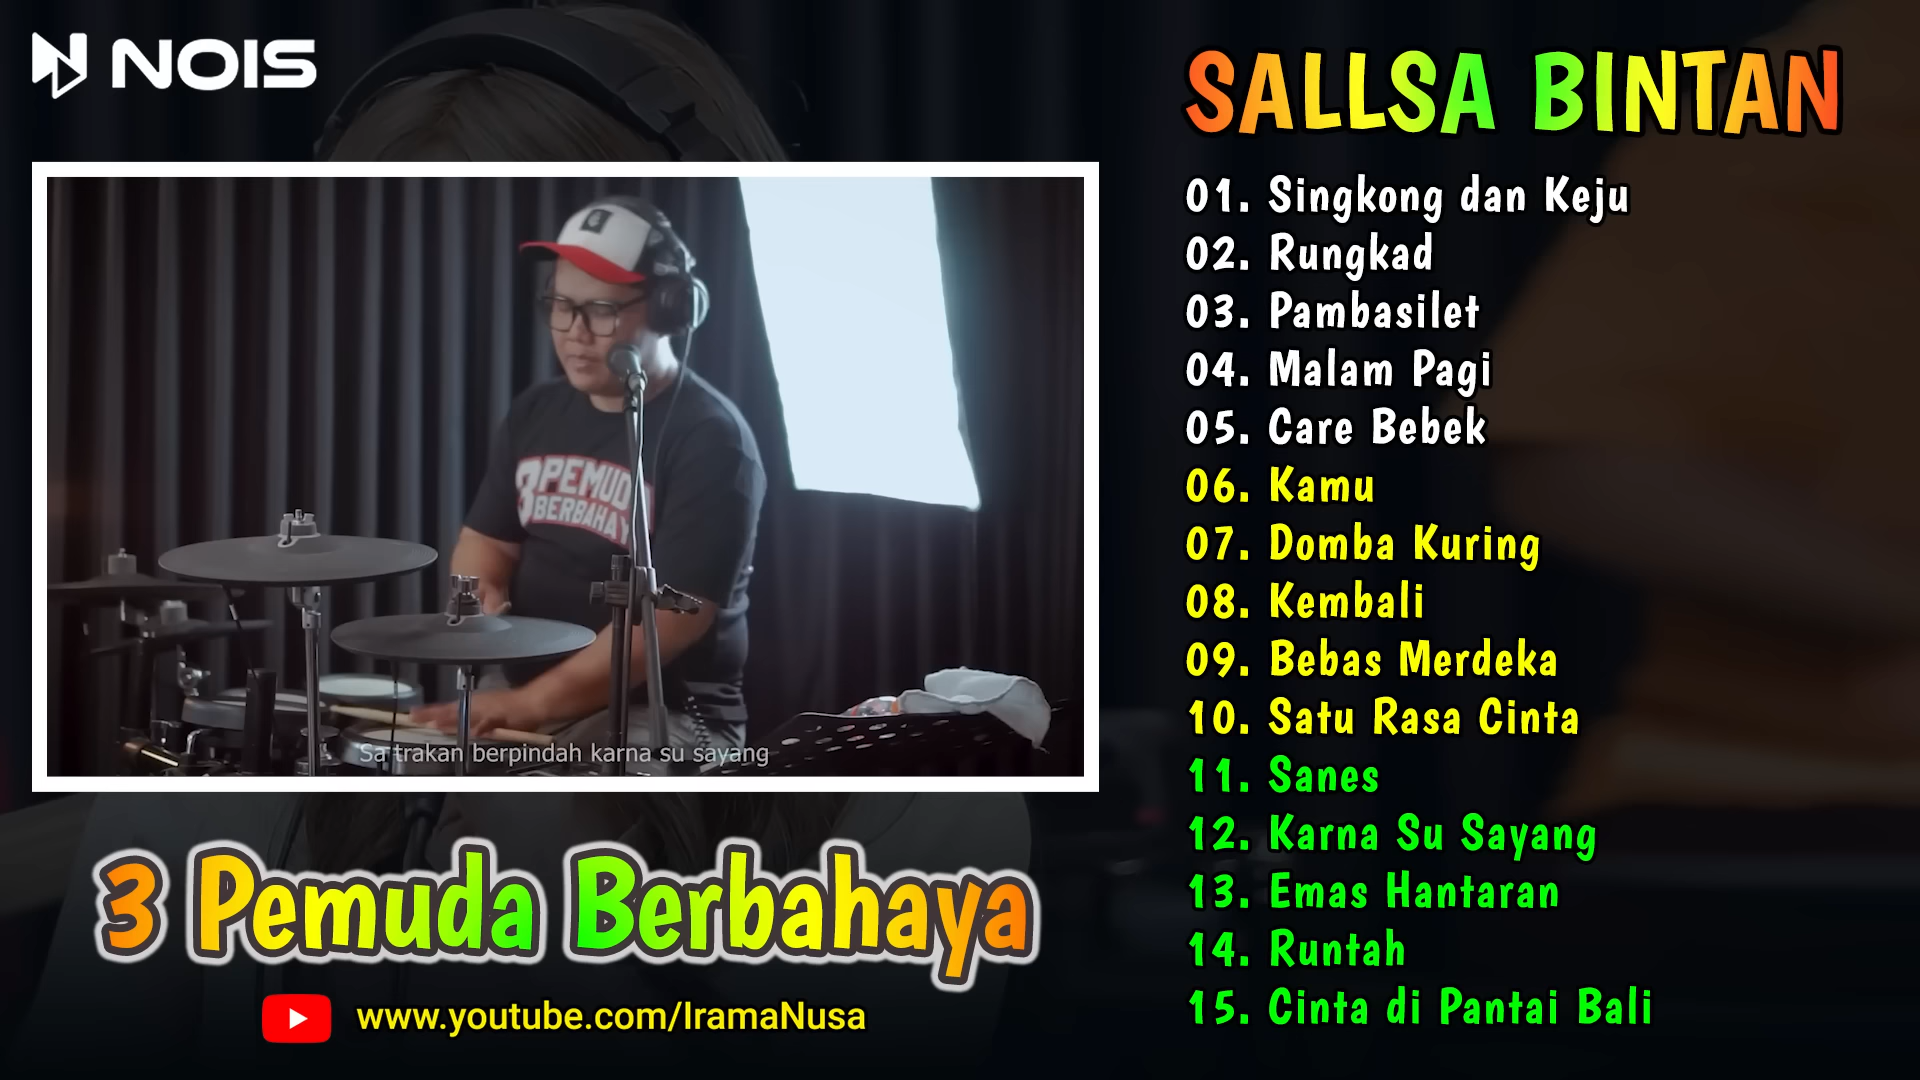 NOIS
SALLSA BINTAN
01. Singkong dan Keju
02. Rungkad
03. Pambasilet
04. Malam Pagi
05. Care Bebek
06. Kamu
07. Domba Kuring
08. Kembali
09. Bebas Merdeka
10. Satu Rasa Cinta
11. Sanes
12. Karna Su Sayang
13. Emas Hantaran
14. Runtah
15. Cinta di Pantai Bali
3 PEMUD
BERBAHAY
Sa trakan berpindah karna su sayang
3 Pemuda Berbahaya
www.youtube.com/IramaNusa